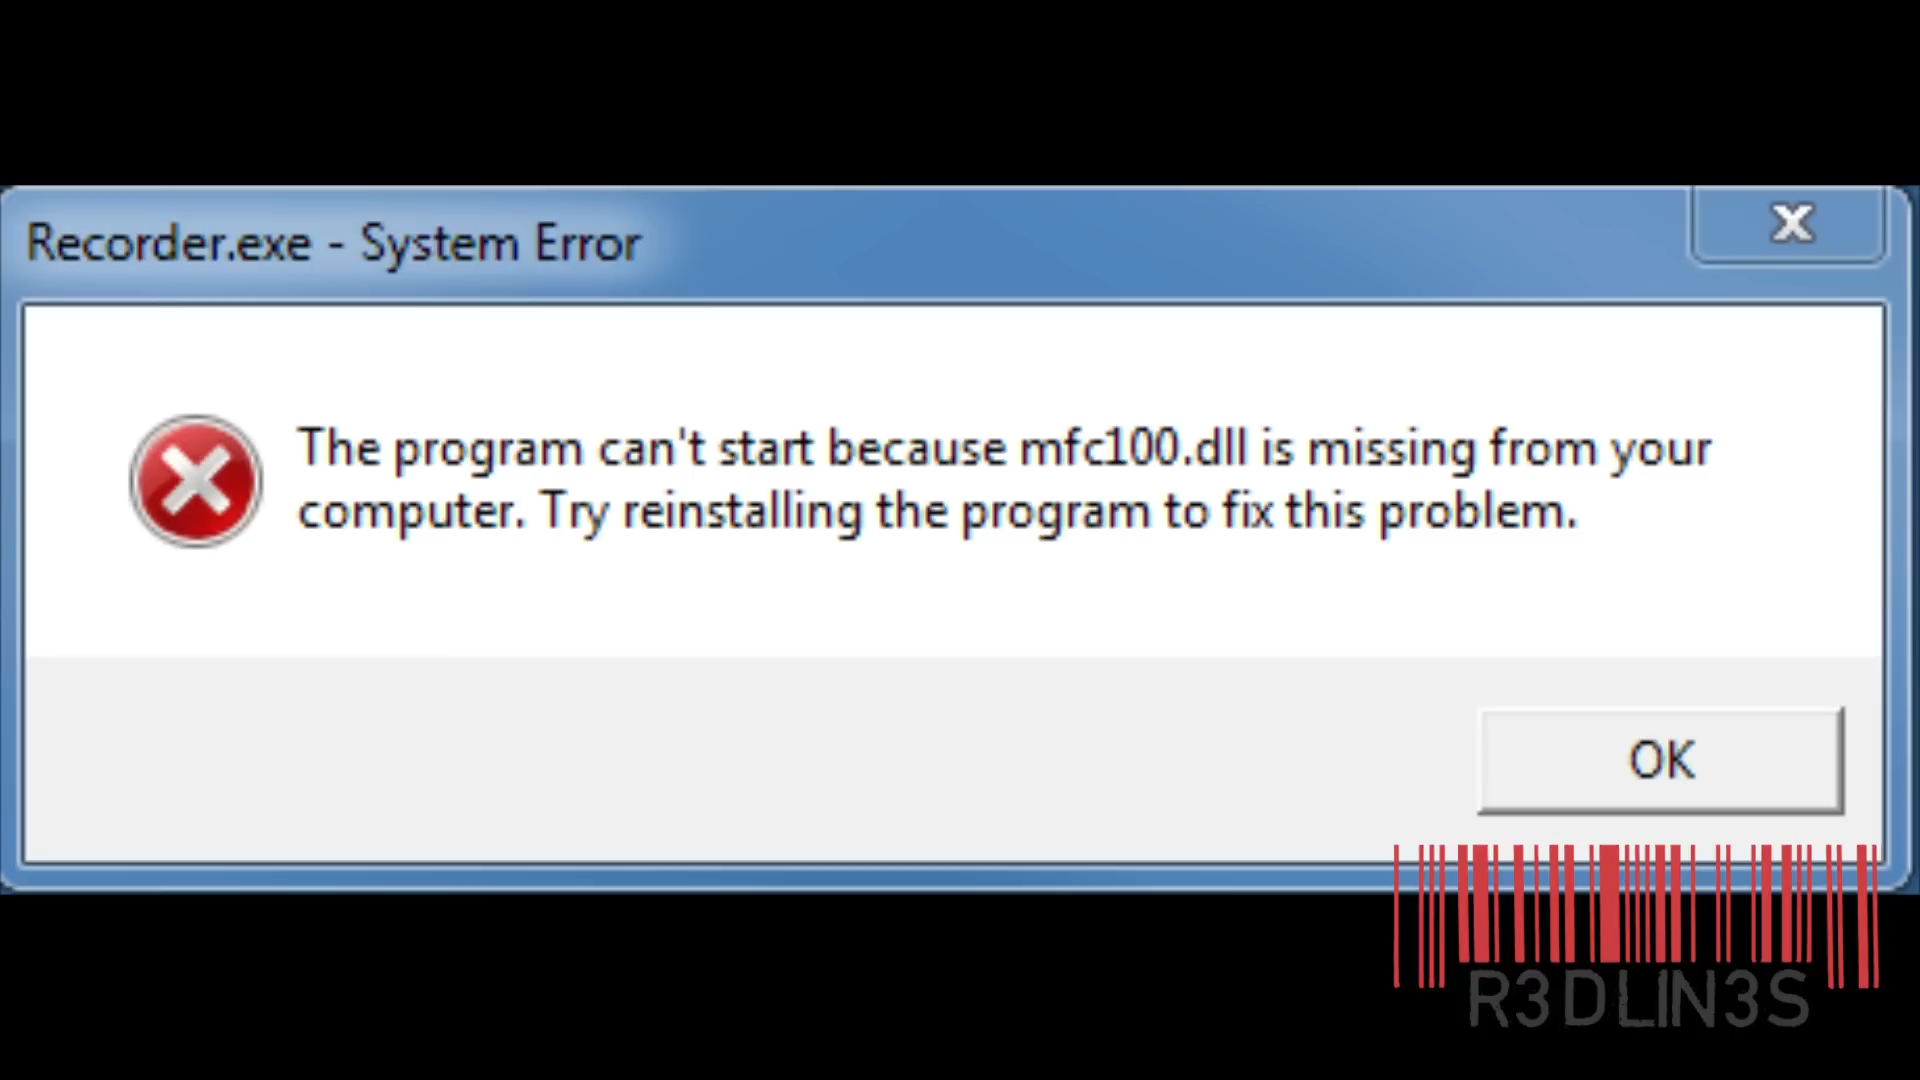 Recorder.exe - System Error
The program can't start because mfc100.dll is missing from your
computer. Try reinstalling the program to fix this problem.
OK
R3DLIN3S